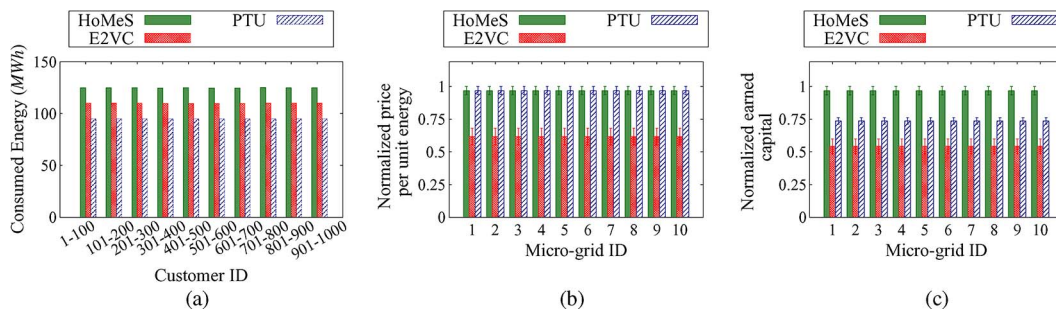 HoMeS PTU
E2VC
Consumed Energy (MWh)
150
100
50
0
1-100 101-200 201-300 301-400 401-500 501-600 601-700 701-800 801-900 901-1000
Customer ID
(a)
HoMeS PTU
E2VC
Normalized price
per unit energy
1
0.75
0.5
0.25
0
1 2 3 4 5 6 7 8 9 10
Micro-grid ID
(b)
HoMeS PTU
E2VC
Normalized earned
capital
1
0.75
0.5
0.25
0
1 2 3 4 5 6 7 8 9 10
Micro-grid ID
(c)